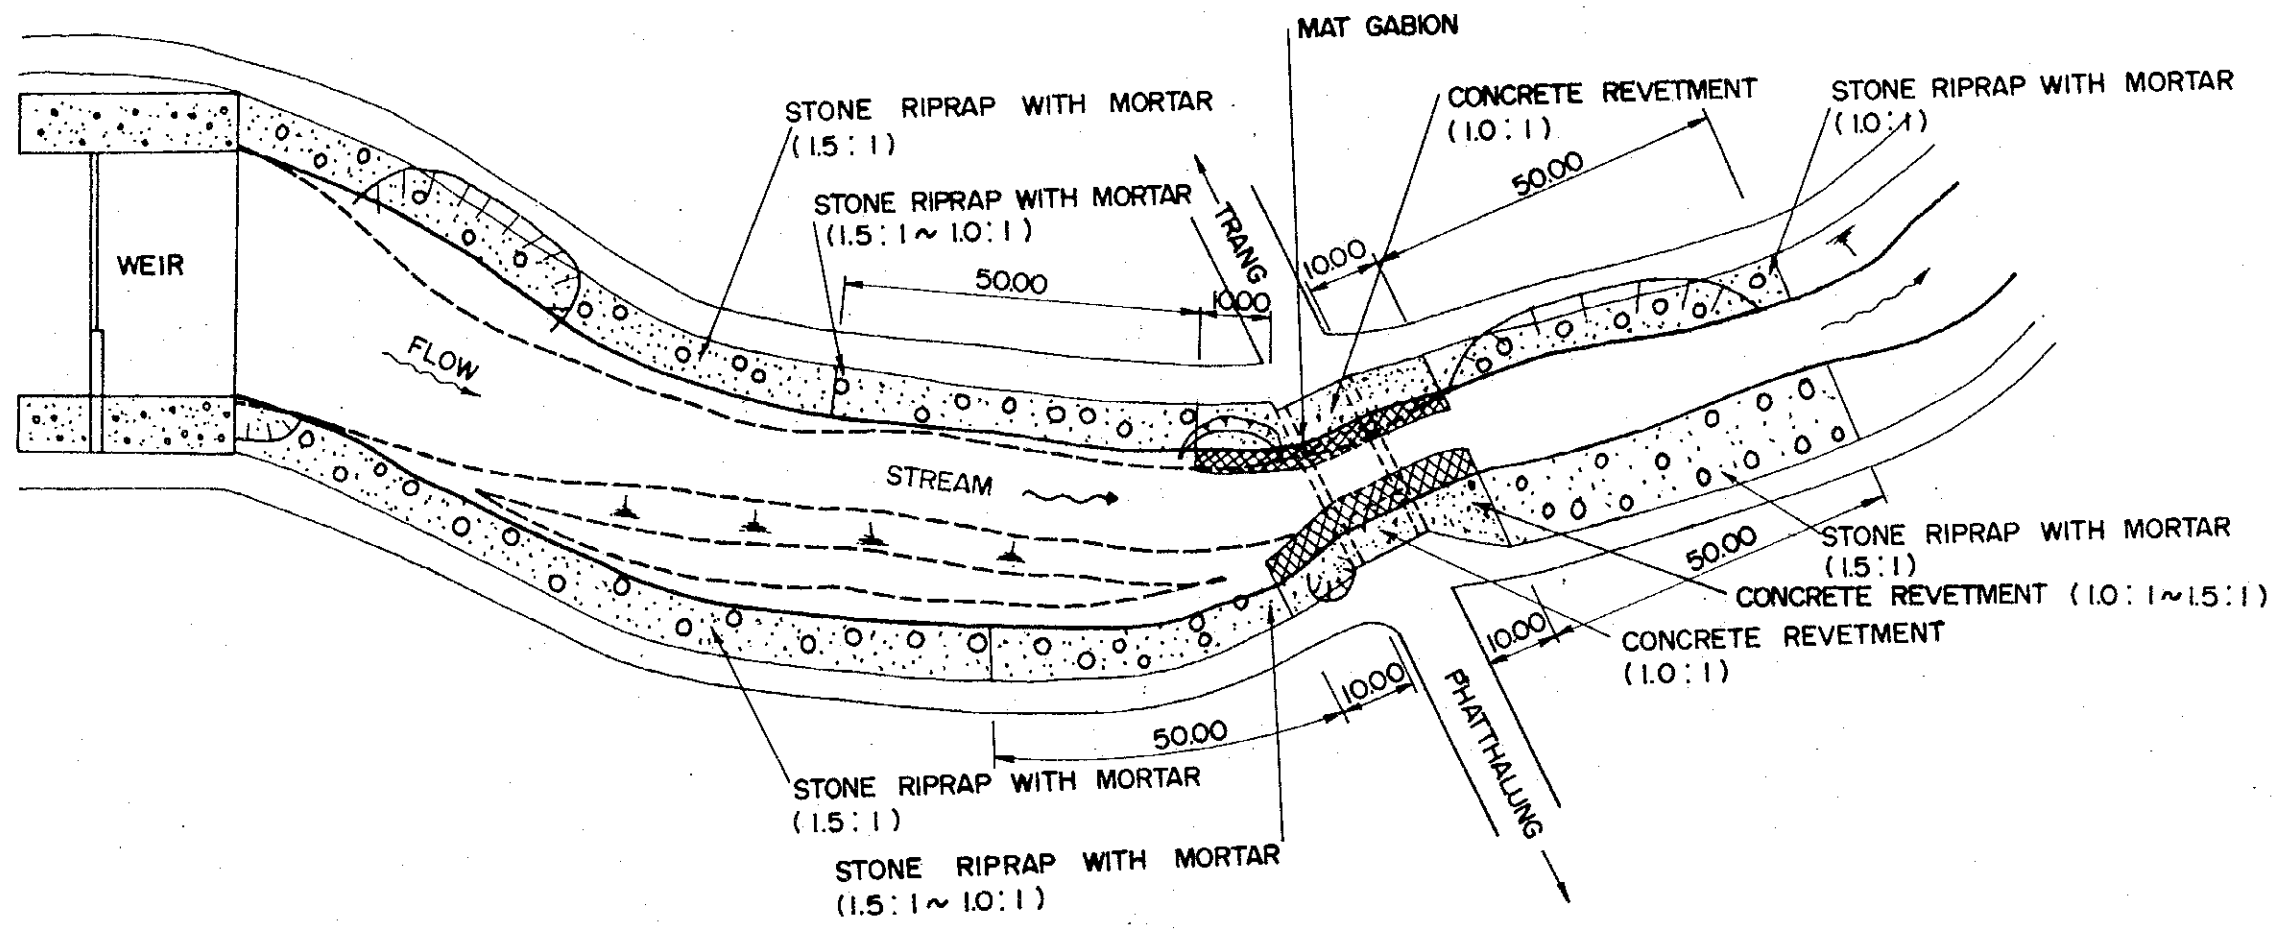 MAT GABION
STONE RIPRAP WITH MORTAR
(1.5 : 1)
CONCRETE REVETMENT
(1.0 : 1)
STONE RIPRAP WITH MORTAR
(1.0 : 1)
STONE RIPRAP WITH MORTAR
(1.5 : 1 ~ 1.0 : 1)
50.00
TRANG
10.00
WEIR
50.00
10.00
FLOW
STREAM
STONE RIPRAP WITH MORTAR
(1.5 : 1)
50.00
CONCRETE REVETMENT (1.0 : 1 ~ 1.5 : 1)
10.00
CONCRETE REVETMENT
(1.0 : 1)
10.00
PHATTHALUNG
50.00
STONE RIPRAP WITH MORTAR
(1.5 : 1)
STONE RIPRAP WITH MORTAR
(1.5 : 1 ~ 1.0 : 1)